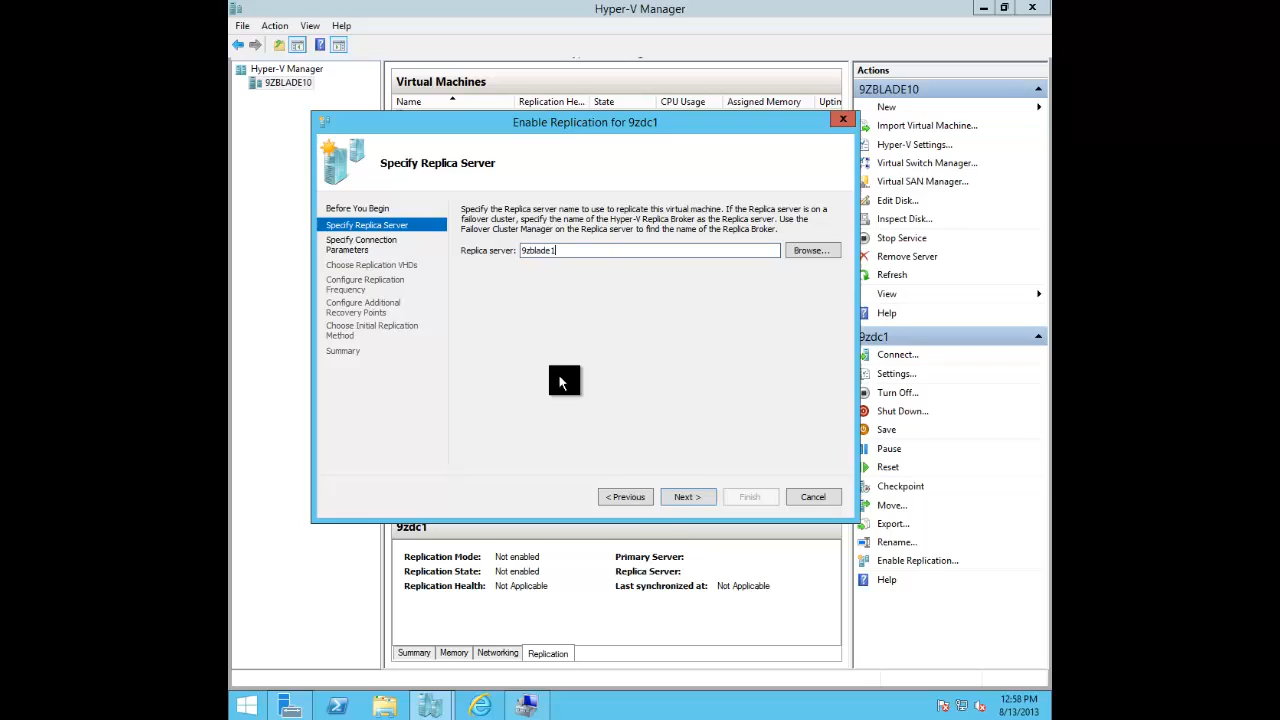 Hyper-V Manager
File Action View Help
Hyper-V Manager
9ZBLADE10
Virtual Machines
Name Replication He... State CPU Usage Assigned Memory Uptin
Enable Replication for 9zdc1
Specify Replica Server
Before You Begin
Specify Replica Server
Specify Connection
Parameters
Choose Replication VHDs
Configure Replication
Frequency
Configure Additional
Recovery Points
Choose Initial Replication
Method
Summary
Specify the Replica server name to use to replicate this virtual machine. If the Replica server is on a
failover cluster, specify the name of the Hyper-V Replica Broker as the Replica server. Use the
Failover Cluster Manager on the Replica server to find the name of the Replica Broker.
Replica server: 9zblade1 Browse...
< Previous Next > Finish Cancel
9zdc1
Replication Mode: Not enabled Primary Server:
Replication State: Not enabled Replica Server:
Replication Health: Not Applicable Last synchronized at: Not Applicable
Summary Memory Networking Replication
Actions
9ZBLADE10
New
Import Virtual Machine...
Hyper-V Settings...
Virtual Switch Manager...
Virtual SAN Manager...
Edit Disk...
Inspect Disk...
Stop Service
Remove Server
Refresh
View
Help
9zdc1
Connect...
Settings...
Turn Off...
Shut Down...
Save
Pause
Reset
Checkpoint
Move...
Export...
Rename...
Enable Replication...
Help
12:58 PM
8/13/2013